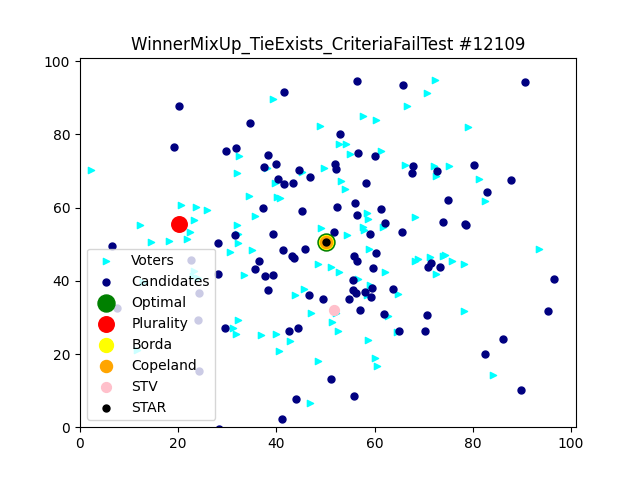 WinnerMixUp_TieExists_CriteriaFailTest #12109
100
80
60
40
20
0
Voters
Candidates
Optimal
Plurality
Borda
Copeland
STV
STAR
0 20 40 60 80 100